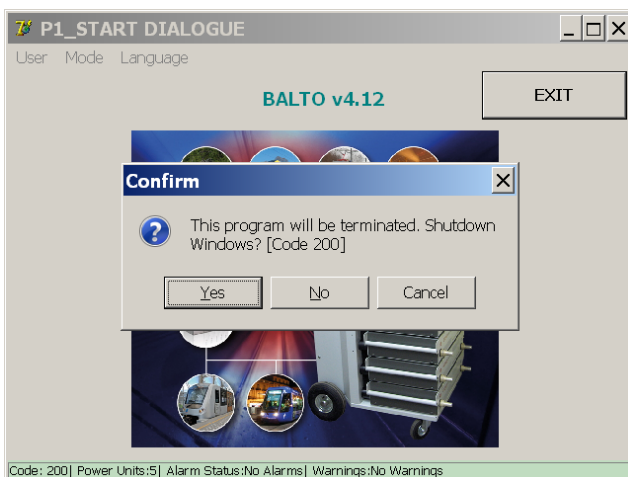 P1_START DIALOGUE
User Mode Language
BALTO v4.12
EXIT
Confirm
This program will be terminated. Shutdown
Windows? [Code 200]
Yes No Cancel
Code: 200| Power Units:5| Alarm Status:No Alarms| Warnings:No Warnings